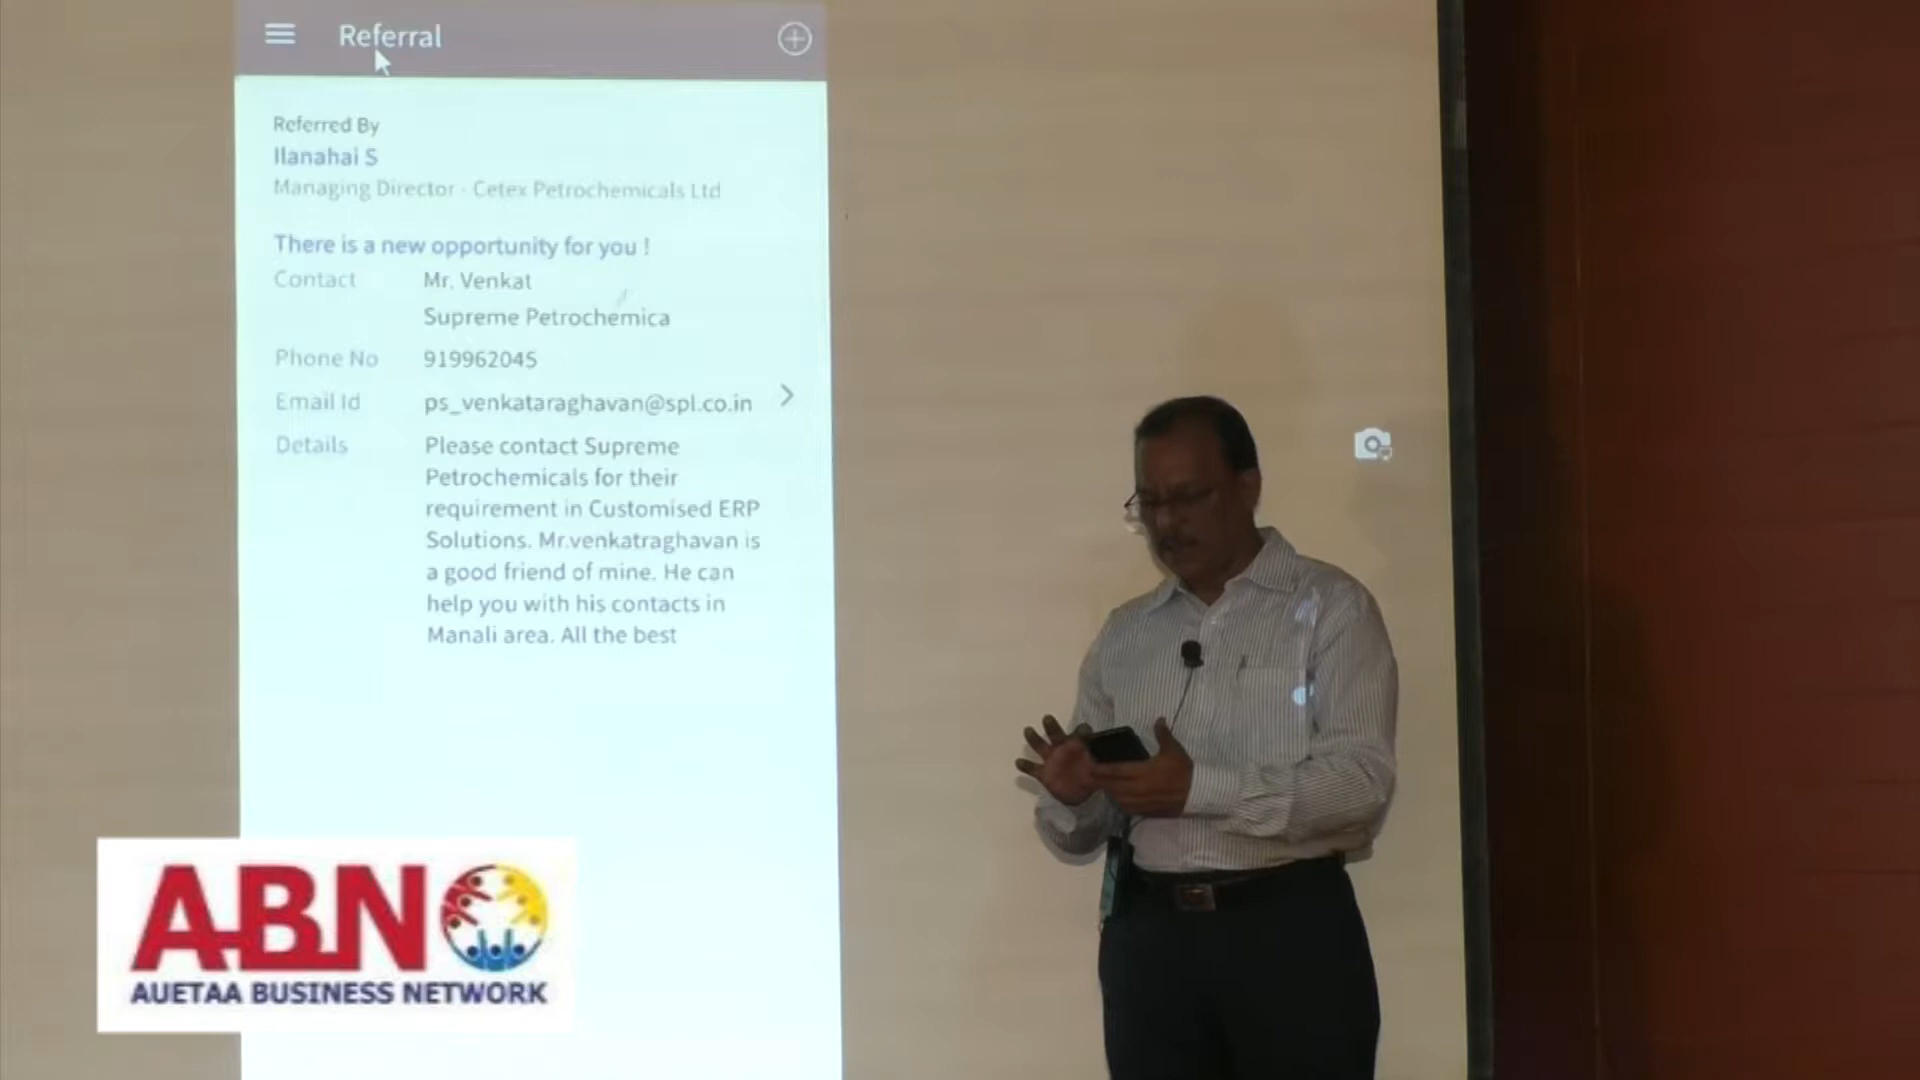 Referral
Referred By
Ilanahai S
Managing Director - Cetex Petrochemicals Ltd
There is a new opportunity for you !
Contact Mr. Venkat
Supreme Petrochemica
Phone No 919962045
Email Id ps_venkataraghavan@spl.co.in
Details Please contact Supreme
Petrochemicals for their
requirement in Customised ERP
Solutions. Mr.venkatraghavan is
a good friend of mine. He can
help you with his contacts in
Manali area. All the best
ABN
AUETAA BUSINESS NETWORK